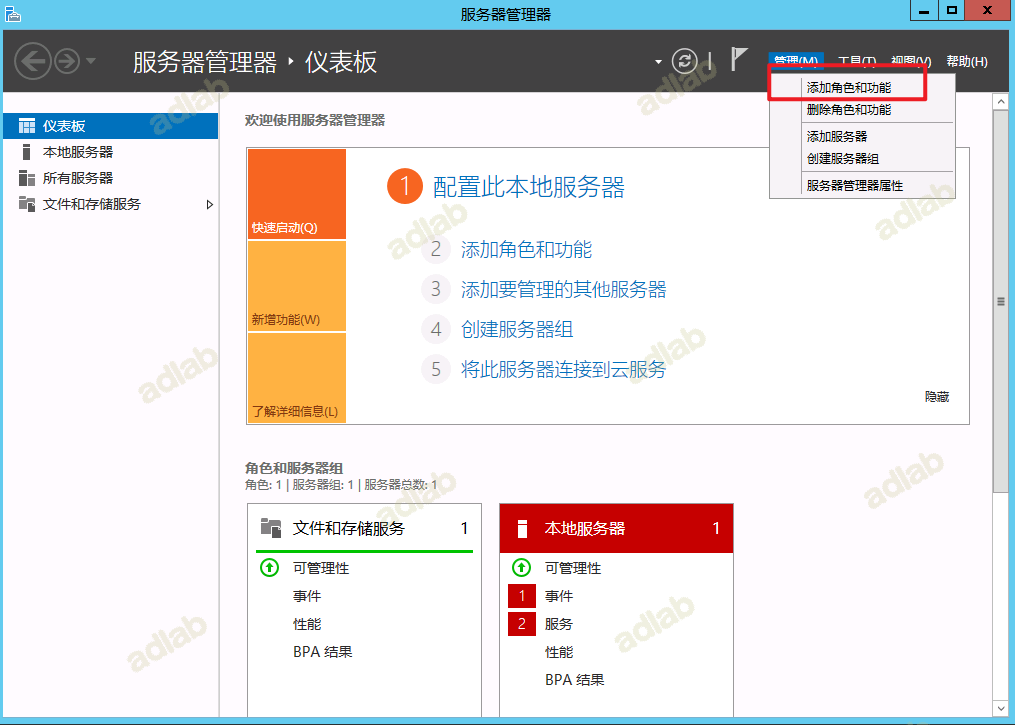 服务器管理器
服务器管理器 · 仪表板
管理(M) 工具(T) 视图(V) 帮助(H)
添加角色和功能
删除角色和功能
添加服务器
创建服务器组
服务器管理器属性
仪表板
本地服务器
所有服务器
文件和存储服务
欢迎使用服务器管理器
快速启动(Q)
新增功能(W)
了解详细信息(L)
1 配置此本地服务器
2 添加角色和功能
3 添加要管理的其他服务器
4 创建服务器组
5 将此服务器连接到云服务
隐藏
角色和服务器组
角色: 1 | 服务器组: 1 | 服务器总数: 1
文件和存储服务 1
可管理性
事件
性能
BPA 结果
本地服务器 1
可管理性
1 事件
2 服务
性能
BPA 结果
adlab
adlab
adlab
adlab
adlab
adlab
adlab
adlab
adlab
adlab